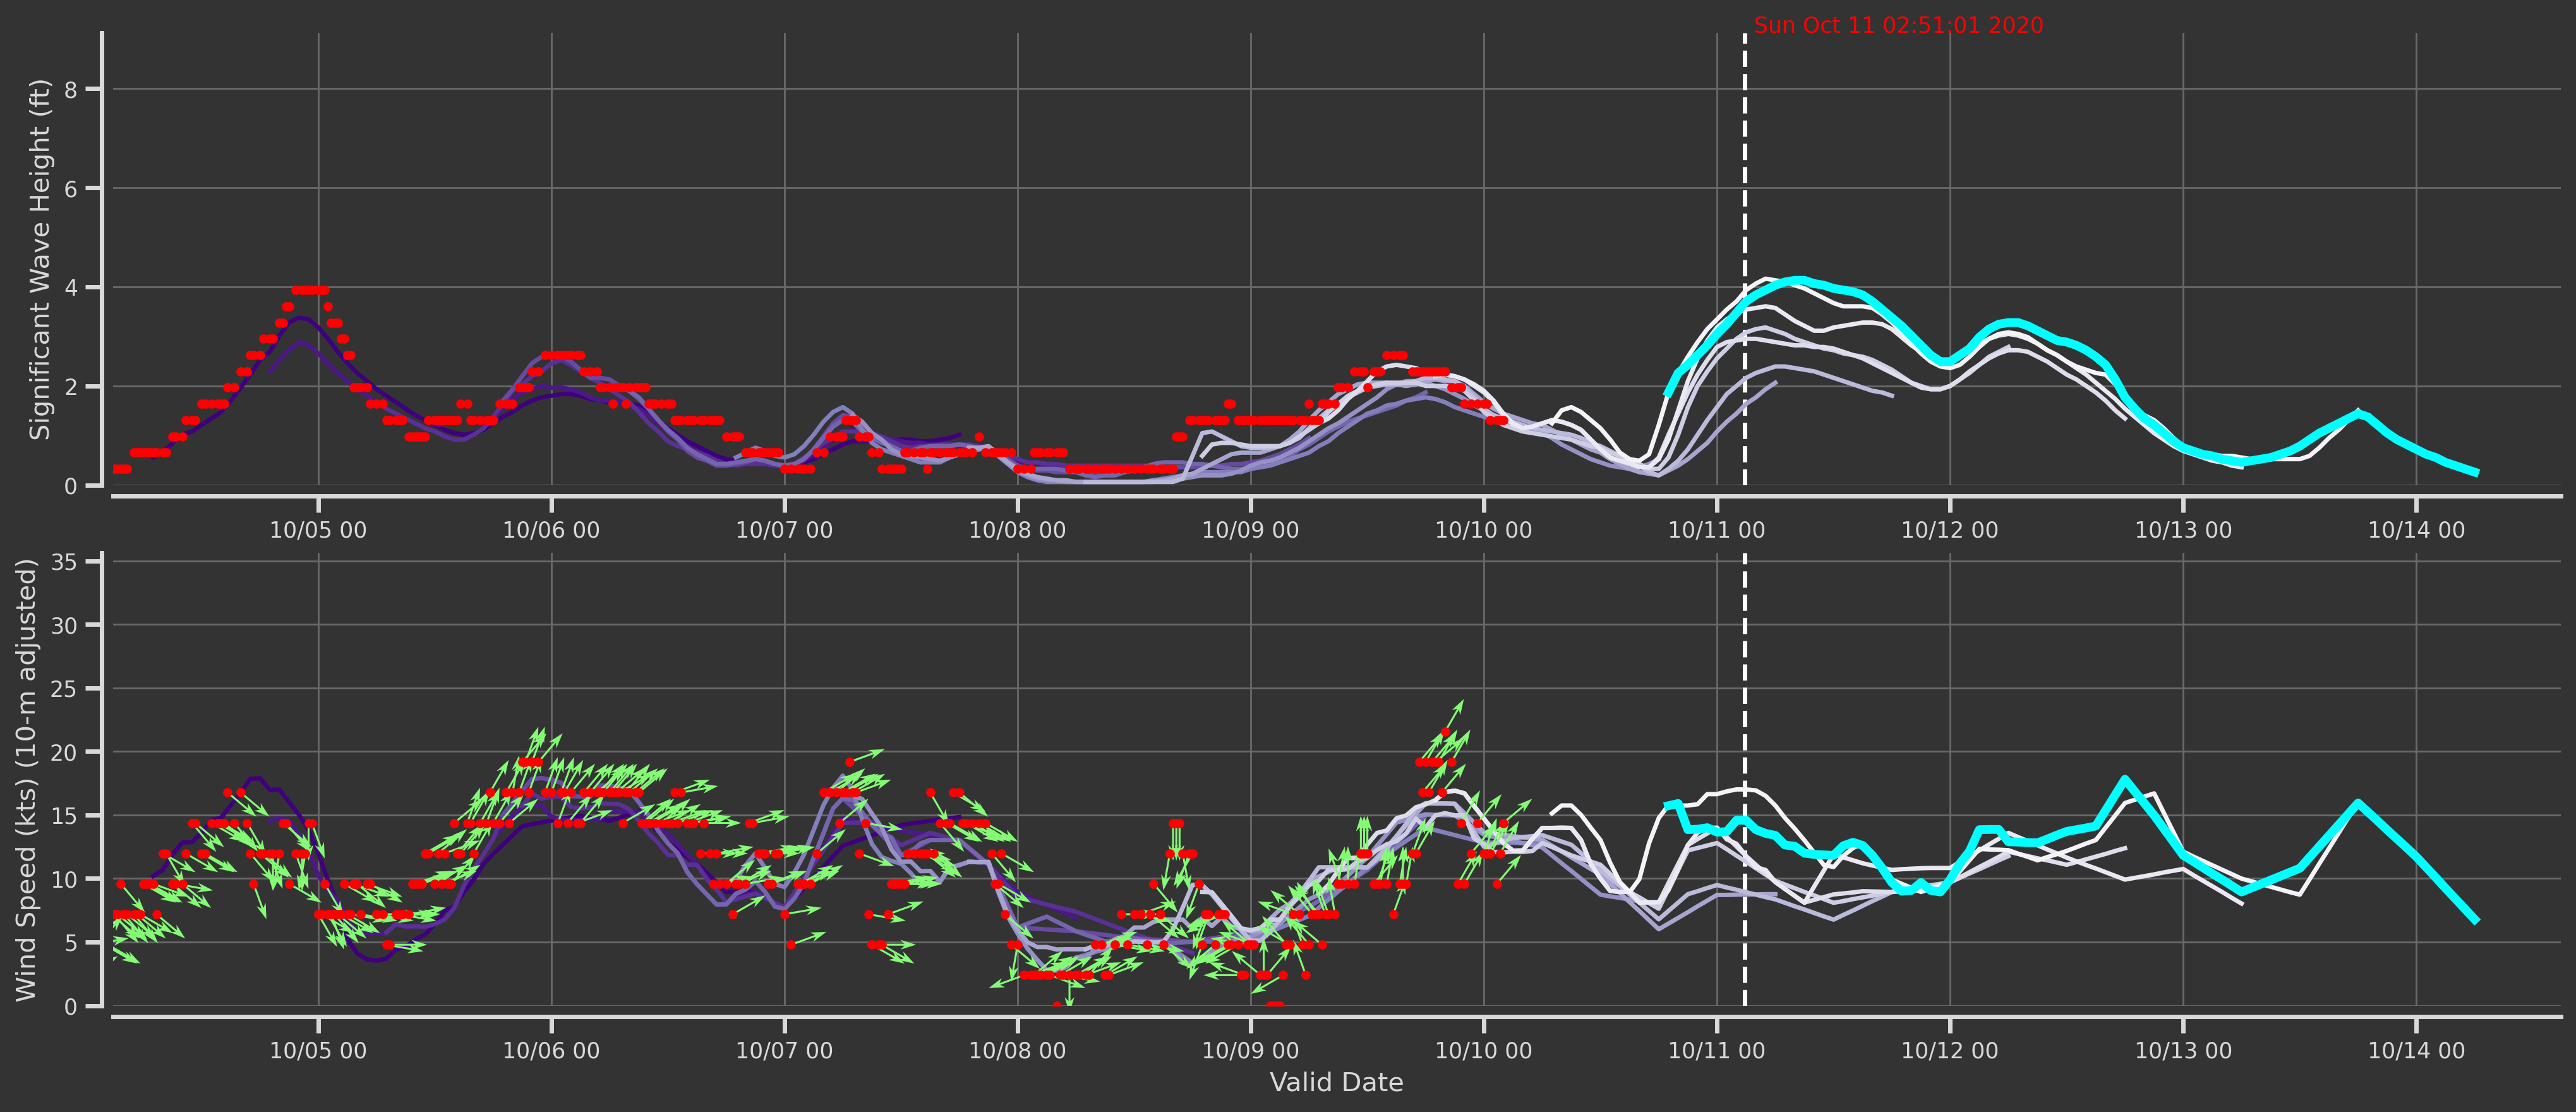 Sun Oct 11 02:51:01 2020
Significant Wave Height (ft)
8
6
4
2
0
10/05 00 10/06 00 10/07 00 10/08 00 10/09 00 10/10 00 10/11 00 10/12 00 10/13 00 10/14 00
Wind Speed (kts) (10-m adjusted)
35
30
25
20
15
10
5
0
10/05 00 10/06 00 10/07 00 10/08 00 10/09 00 10/10 00 10/11 00 10/12 00 10/13 00 10/14 00
Valid Date